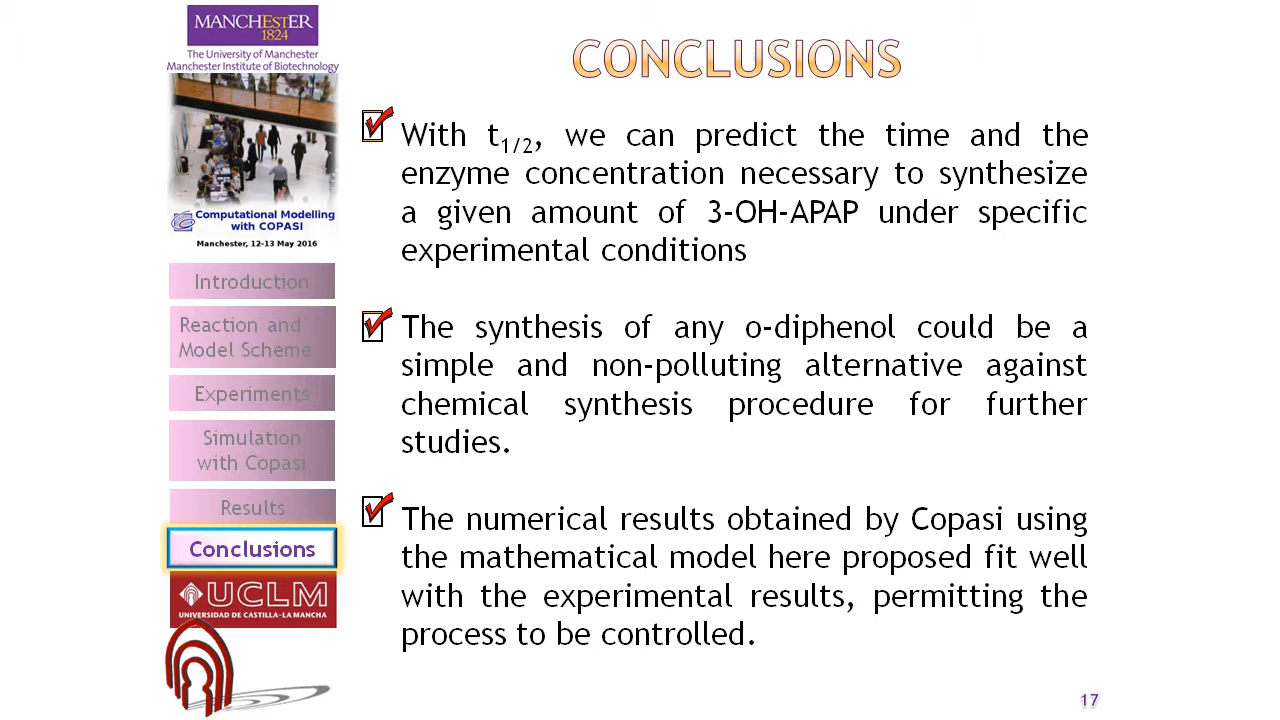 MANCHESTER
1824
The University of Manchester
Manchester Institute of Biotechnology
Computational Modelling
with COPASI
Manchester, 12-13 May 2016
Introduction
Reaction and
Model Scheme
Experiments
Simulation
with Copasi
Results
Conclusions
UCLM
UNIVERSIDAD DE CASTILLA-LA MANCHA
CONCLUSIONS
With t1/2, we can predict the time and the
enzyme concentration necessary to synthesize
a given amount of 3-OH-APAP under specific
experimental conditions
The synthesis of any o-diphenol could be a
simple and non-polluting alternative against
chemical synthesis procedure for further
studies.
The numerical results obtained by Copasi using
the mathematical model here proposed fit well
with the experimental results, permitting the
process to be controlled.
17